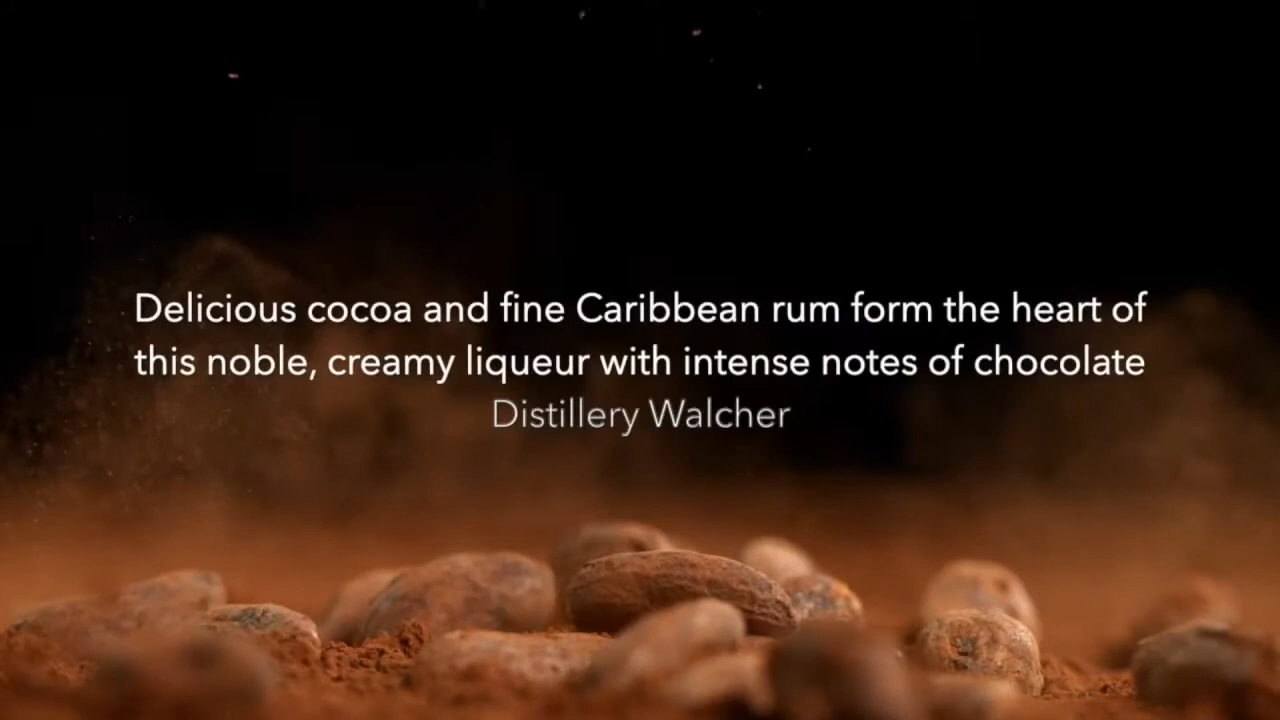 Delicious cocoa and fine Caribbean rum form the heart of
this noble, creamy liqueur with intense notes of chocolate
Distillery Walcher